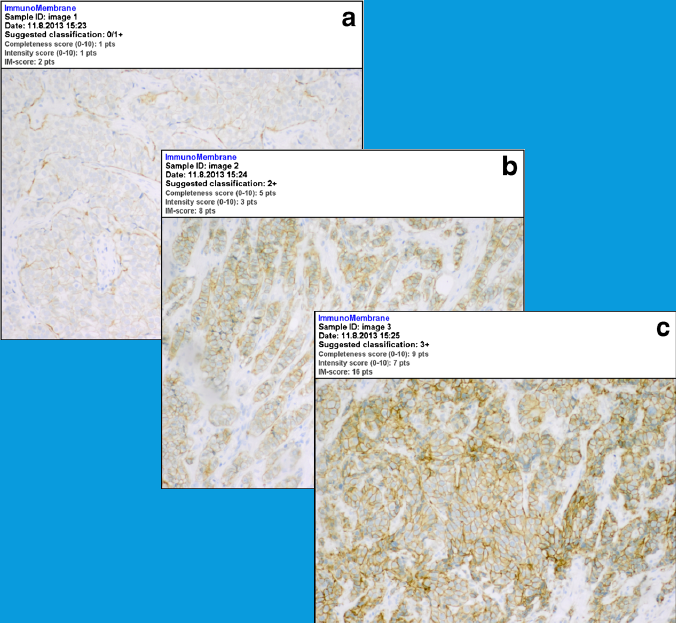 a
ImmunoMembrane
Sample ID: image 1
Date: 11.8.2013 15:23
Suggested classification: 0/1+
Completeness score (0-10): 1 pts
Intensity score (0-10): 1 pts
IM-score: 2 pts
b
ImmunoMembrane
Sample ID: image 2
Date: 11.8.2013 15:24
Suggested classification: 2+
Completeness score (0-10): 5 pts
Intensity score (0-10): 3 pts
IM-score: 8 pts
c
ImmunoMembrane
Sample ID: image 3
Date: 11.8.2013 15:25
Suggested classification: 3+
Completeness score (0-10): 9 pts
Intensity score (0-10): 7 pts
IM-score: 16 pts